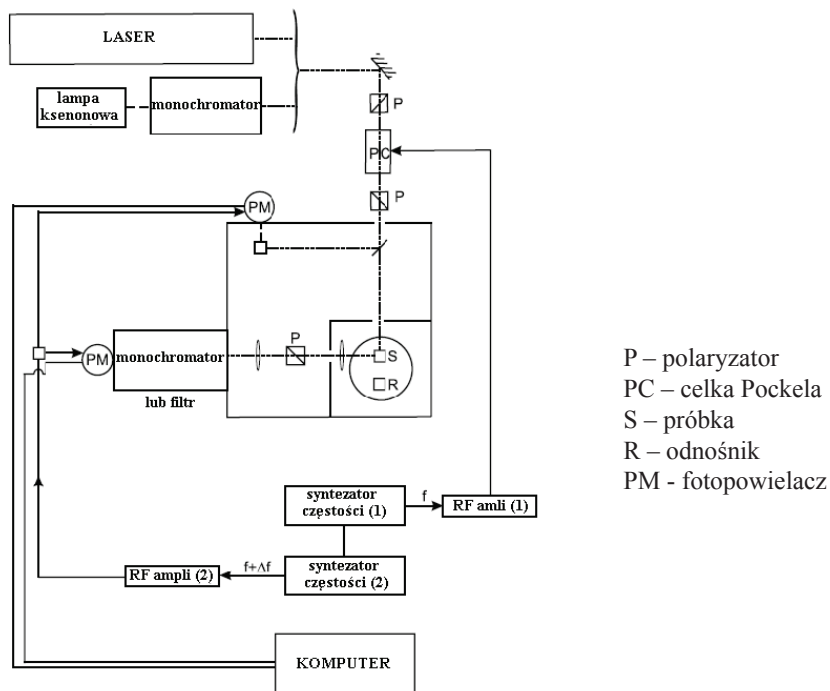 LASER
lampa
ksenonowa
monochromator
P
PC
P
PM
PM
monochromator
lub filtr
P
S
R
P – polaryzator
PC – celka Pockela
S – próbka
R – odnośnik
PM - fotopowielacz
syntezator
częstości (1)
f
RF amli (1)
RF ampli (2)
f+Δf
syntezator
częstości (2)
KOMPUTER